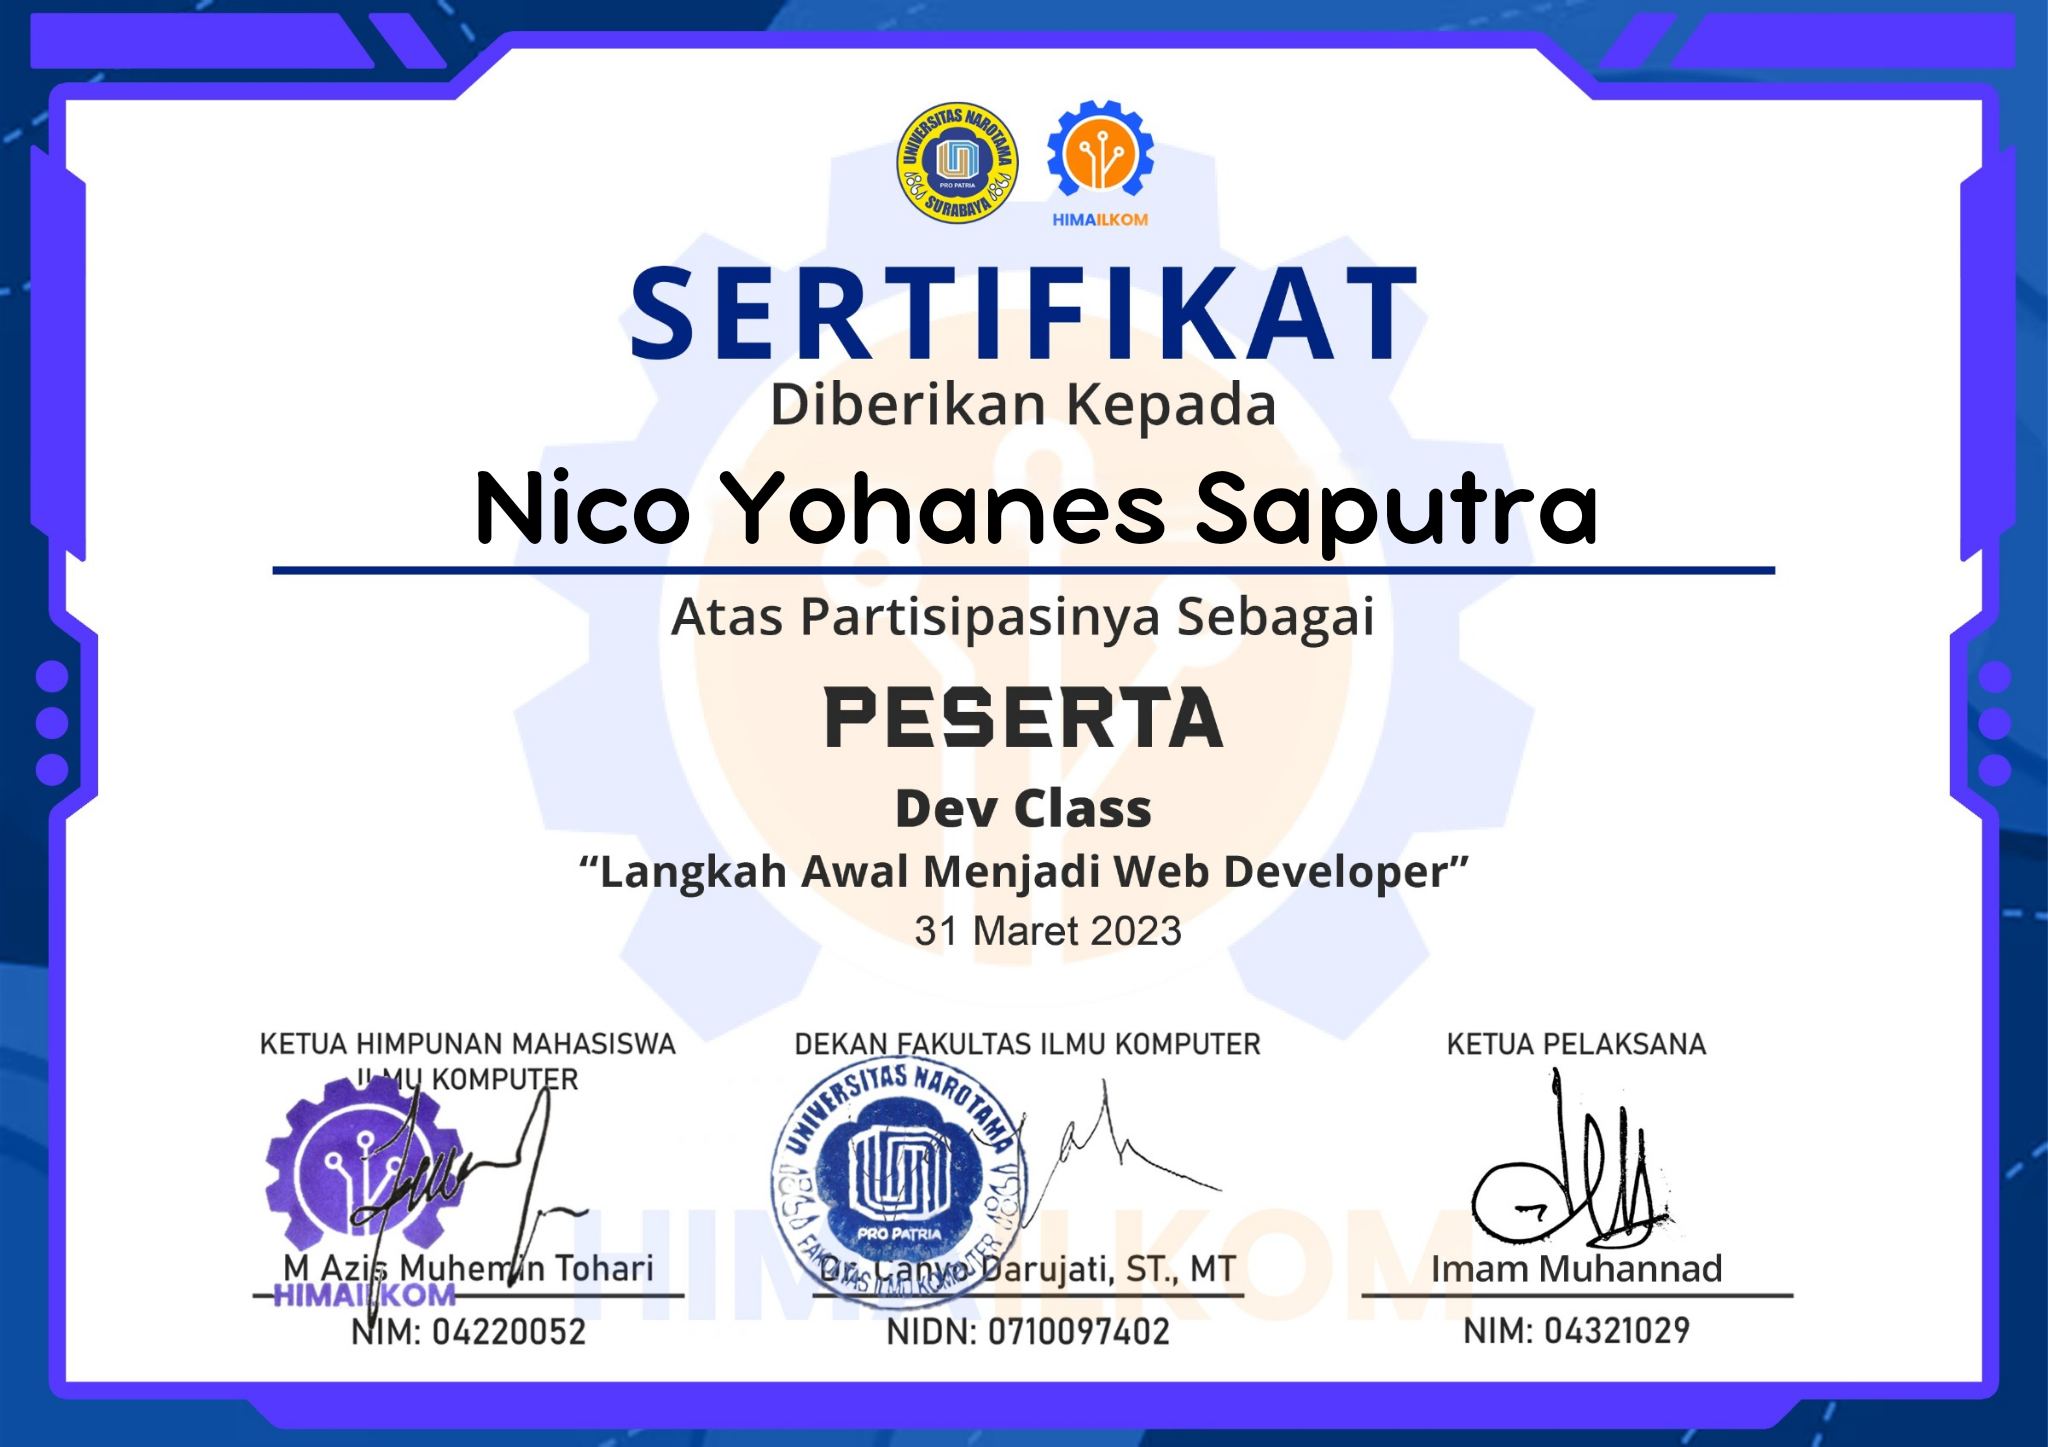 UNIVERSITAS NAROTAMA
PRO PATRIA
SURABAYA
HIMAILKOM
SERTIFIKAT
Diberikan Kepada
Nico Yohanes Saputra
Atas Partisipasinya Sebagai
PESERTA
Dev Class
“Langkah Awal Menjadi Web Developer”
31 Maret 2023
KETUA HIMPUNAN MAHASISWA
ILMU KOMPUTER
M Azis Muhemin Tohari
HIMAILKOM
NIM: 04220052
DEKAN FAKULTAS ILMU KOMPUTER
UNIVERSITAS NAROTAMA
PRO PATRIA
FAKULTAS ILMU KOMPUTER
Dr. Cahyo Darujati, ST., MT
NIDN: 0710097402
KETUA PELAKSANA
Imam Muhannad
NIM: 04321029
HIMAILKOM